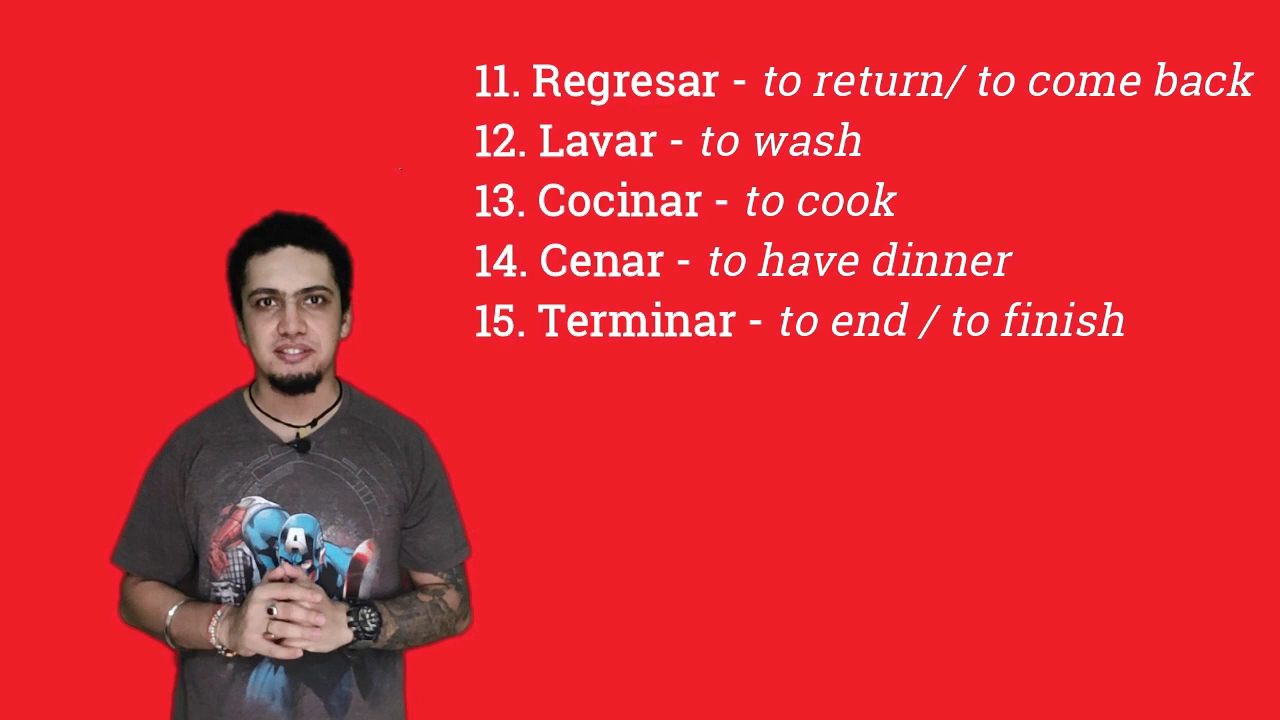 11. Regresar - to return/ to come back
12. Lavar - to wash
13. Cocinar - to cook
14. Cenar - to have dinner
15. Terminar - to end / to finish
A